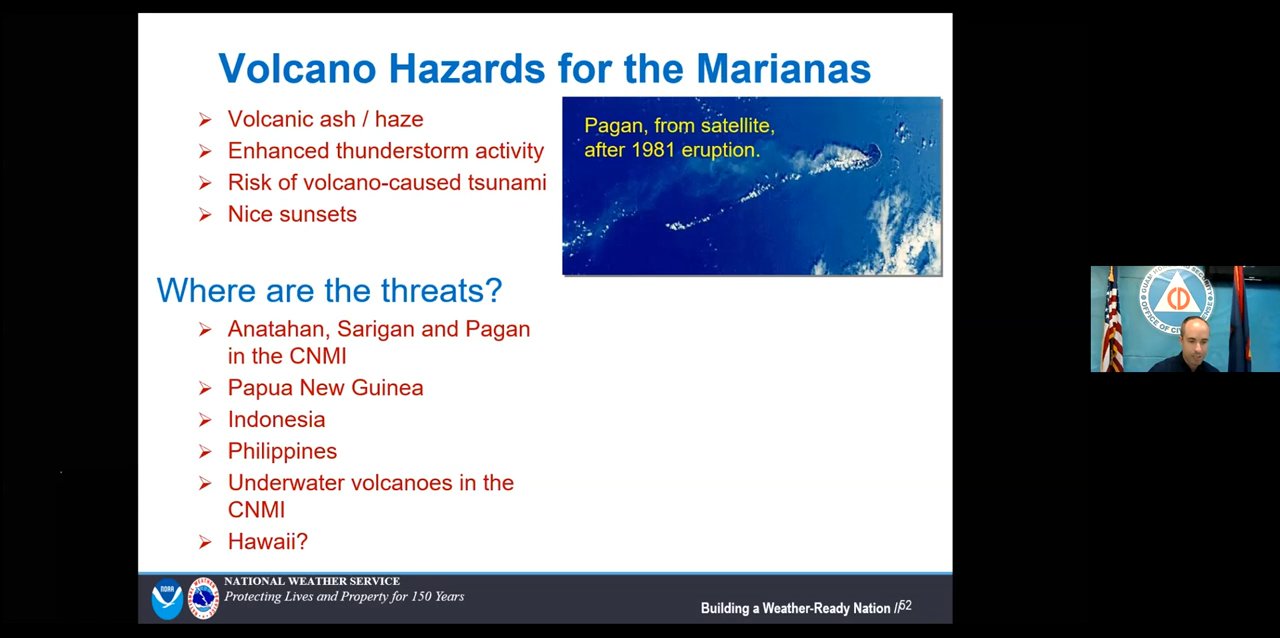 Volcano Hazards for the Marianas
➢ Volcanic ash / haze
➢ Enhanced thunderstorm activity
➢ Risk of volcano-caused tsunami
➢ Nice sunsets
Pagan, from satellite,
after 1981 eruption.
Where are the threats?
➢ Anatahan, Sarigan and Pagan
in the CNMI
➢ Papua New Guinea
➢ Indonesia
➢ Philippines
➢ Underwater volcanoes in the
CNMI
➢ Hawaii?
NOAA
NATIONAL WEATHER SERVICE
Protecting Lives and Property for 150 Years
Building a Weather-Ready Nation // 52
CD